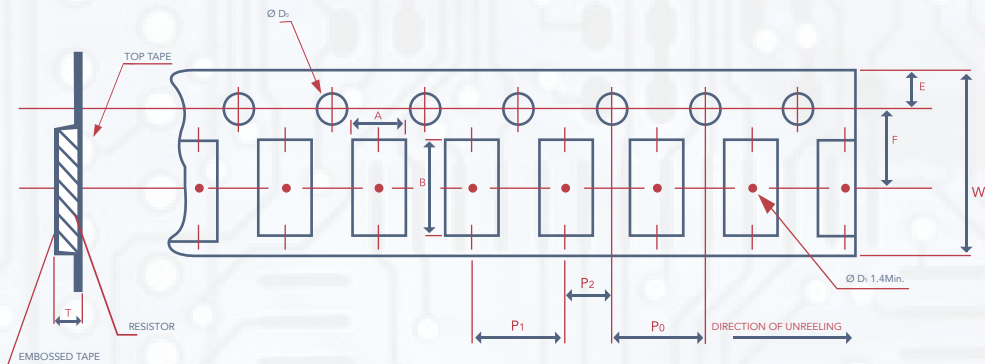 Ø D₀
TOP TAPE
E
A
F
B
W
Ø D₁ 1.4Min.
P2
T
P1
P0
DIRECTION OF UNREELING
RESISTOR
EMBOSSED TAPE